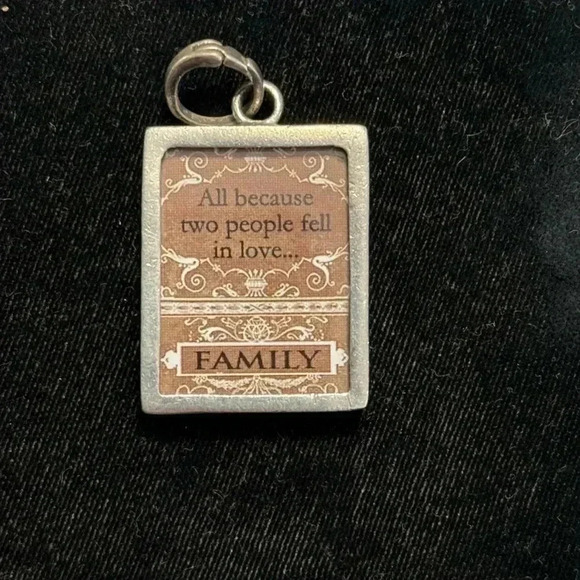 All because
two people fell
in love...
FAMILY